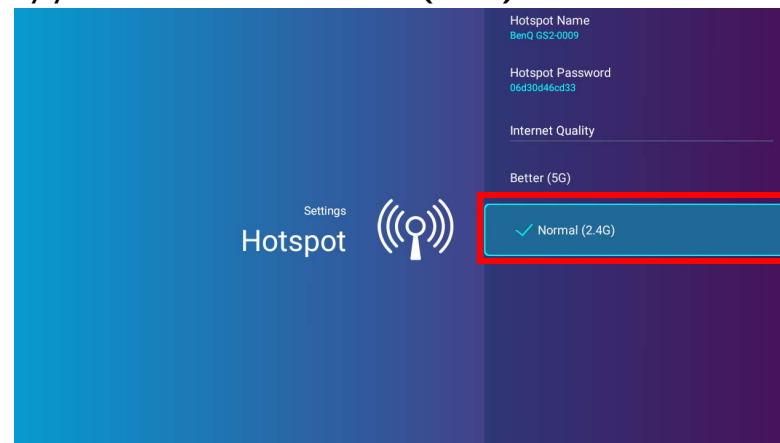 Hotspot Name
BenQ GS2-0009
Hotspot Password
06d30d46cd33
Internet Quality
Better (5G)
Settings
Hotspot
Normal (2.4G)